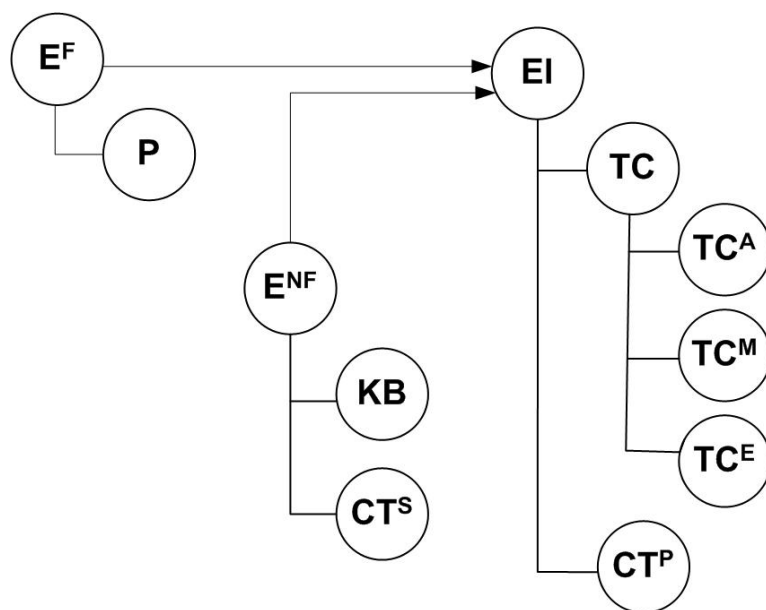 E^F
EI
P
TC
TC^A
E^NF
TC^M
KB
TC^E
CT^S
CT^P